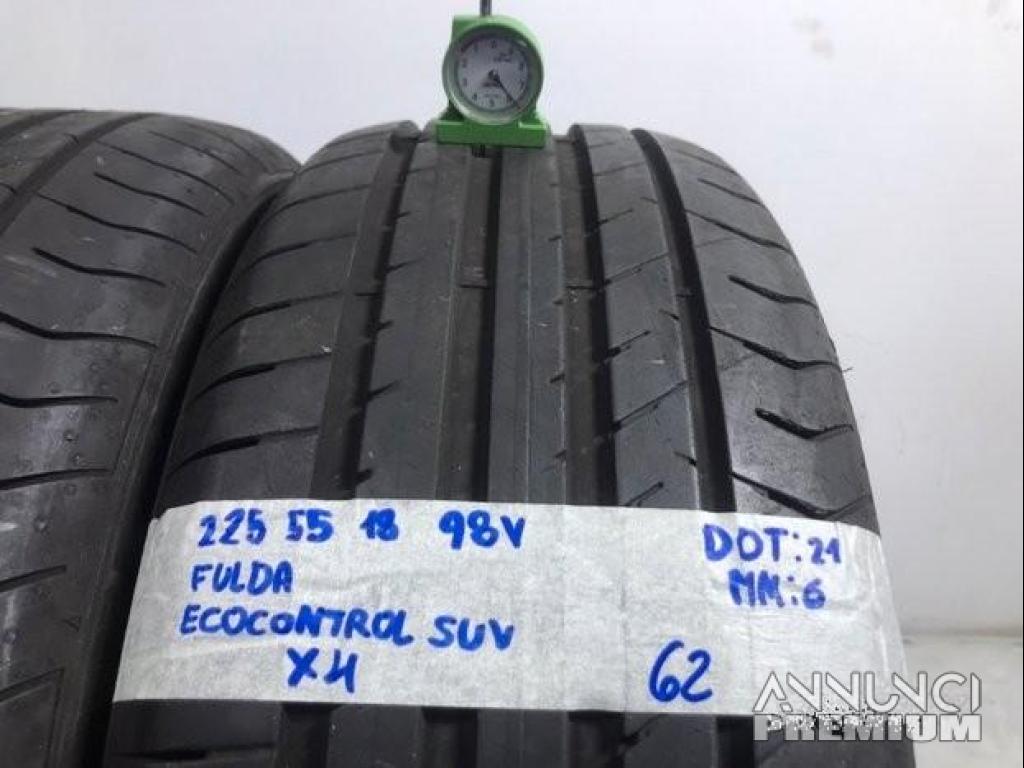 225 55 18 98V
DOT: 21
FULDA
MM: 6
ECOCONTROL SUV
X4
62
ANNUNCI
PREMIUM